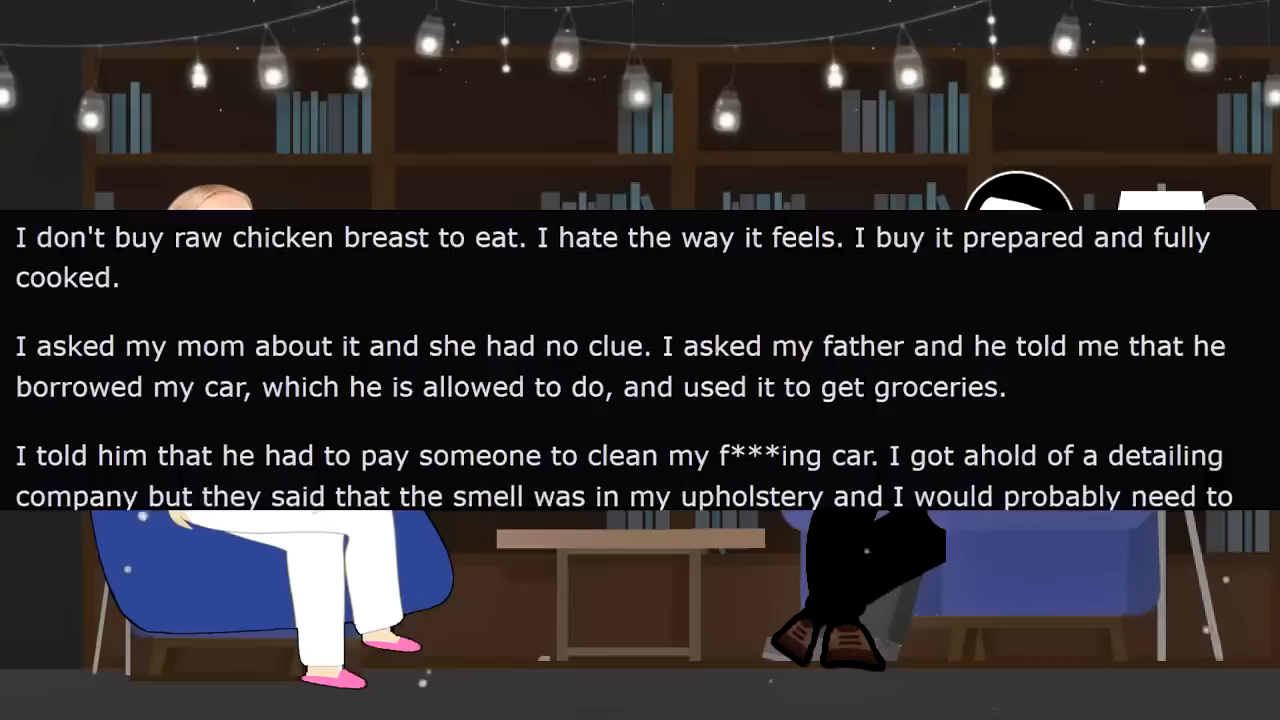 I don't buy raw chicken breast to eat. I hate the way it feels. I buy it prepared and fully
cooked.
I asked my mom about it and she had no clue. I asked my father and he told me that he
borrowed my car, which he is allowed to do, and used it to get groceries.
I told him that he had to pay someone to clean my f***ing car. I got ahold of a detailing
company but they said that the smell was in my upholstery and I would probably need to